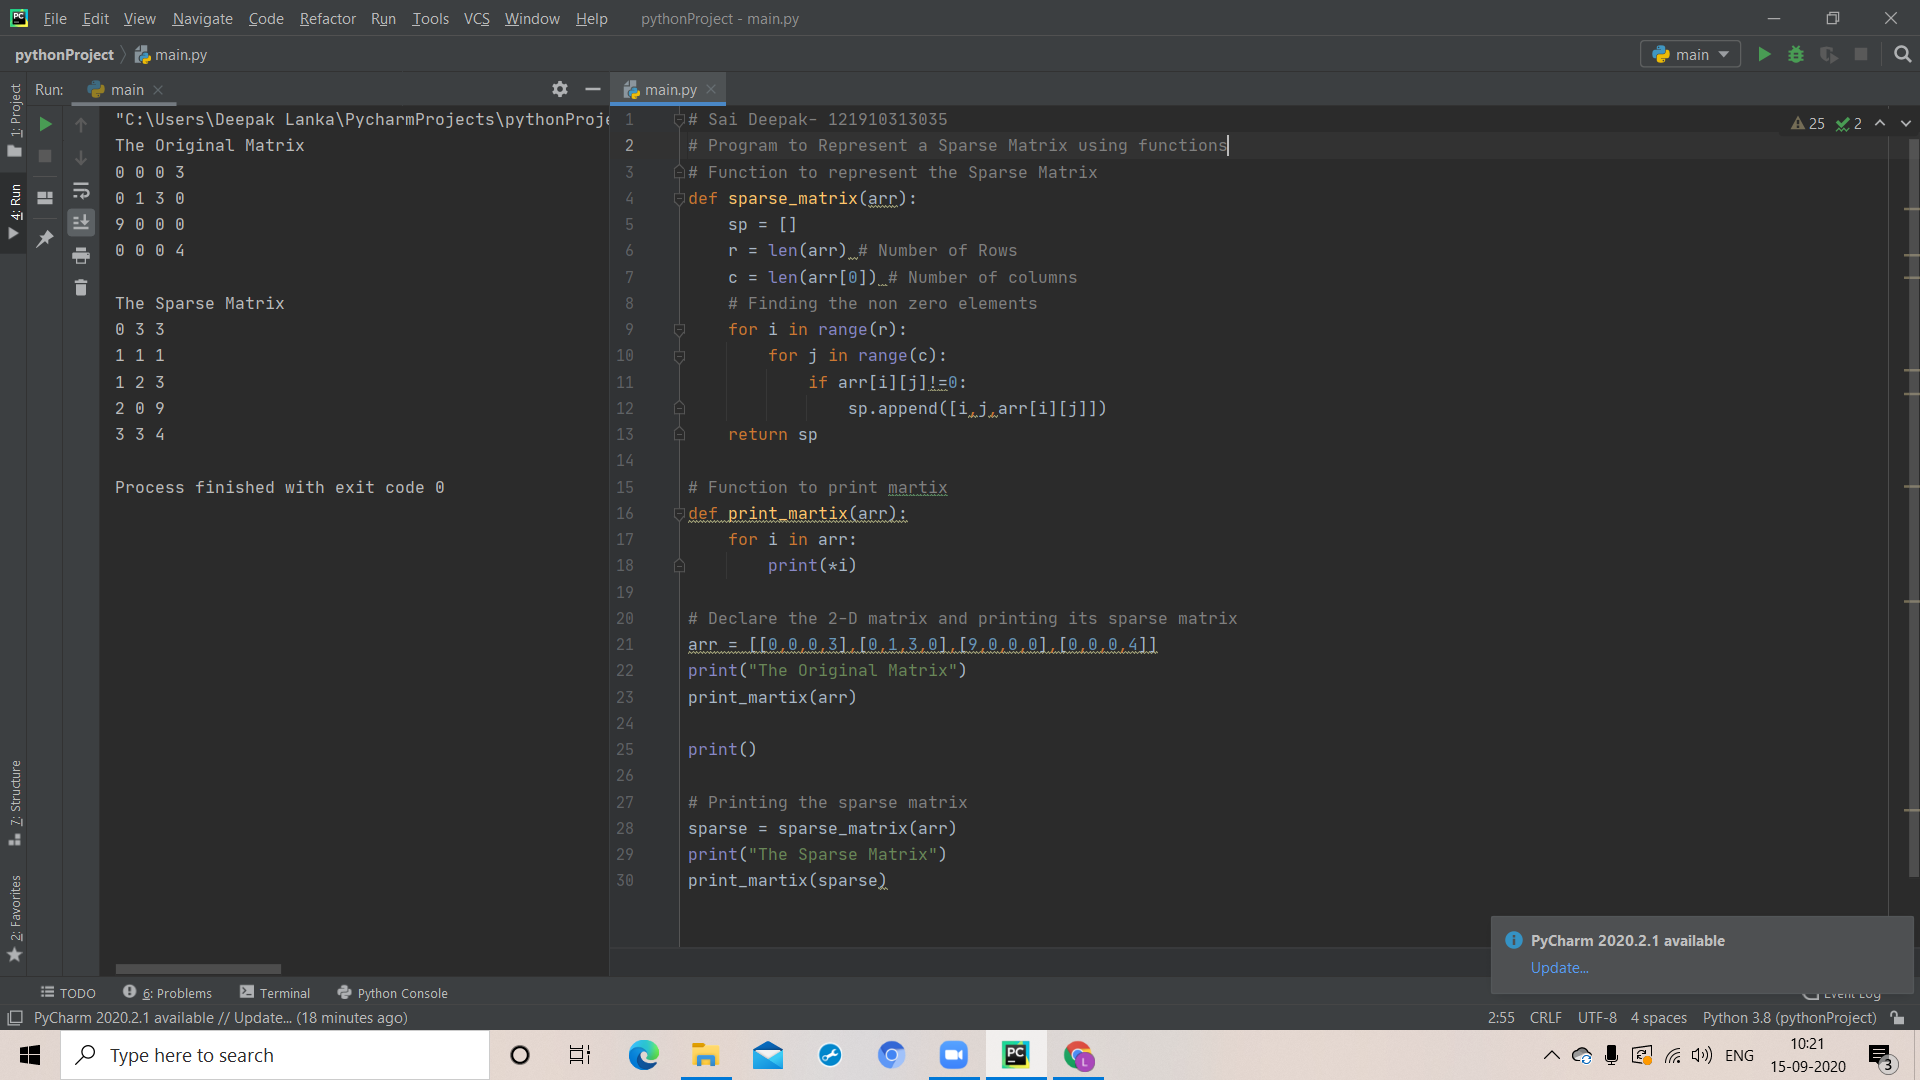 File Edit View Navigate Code Refactor Run Tools VCS Window Help pythonProject - main.py
pythonProject main.py
main
Run: main
main.py
1: Project
4: Run
7: Structure
2: Favorites
"C:\Users\Deepak Lanka\PycharmProjects\pythonProje
The Original Matrix
0 0 0 3
0 1 3 0
9 0 0 0
0 0 0 4
The Sparse Matrix
0 3 3
1 1 1
1 2 3
2 0 9
3 3 4
Process finished with exit code 0
25 2
1 # Sai Deepak- 121910313035
2 # Program to Represent a Sparse Matrix using functions
3 # Function to represent the Sparse Matrix
4 def sparse_matrix(arr):
5 sp = []
6 r = len(arr) # Number of Rows
7 c = len(arr[0]) # Number of columns
8 # Finding the non zero elements
9 for i in range(r):
10 for j in range(c):
11 if arr[i][j]!=0:
12 sp.append([i,j,arr[i][j]])
13 return sp
14
15 # Function to print martix
16 def print_martix(arr):
17 for i in arr:
18 print(*i)
19
20 # Declare the 2-D matrix and printing its sparse matrix
21 arr = [[0,0,0,3],[0,1,3,0],[9,0,0,0],[0,0,0,4]]
22 print("The Original Matrix")
23 print_martix(arr)
24
25 print()
26
27 # Printing the sparse matrix
28 sparse = sparse_matrix(arr)
29 print("The Sparse Matrix")
30 print_martix(sparse)
PyCharm 2020.2.1 available
Update...
TODO 6: Problems Terminal Python Console Event Log
PyCharm 2020.2.1 available // Update... (18 minutes ago)
2:55 CRLF UTF-8 4 spaces Python 3.8 (pythonProject)
Type here to search
PC
L
ENG
10:21
15-09-2020
3